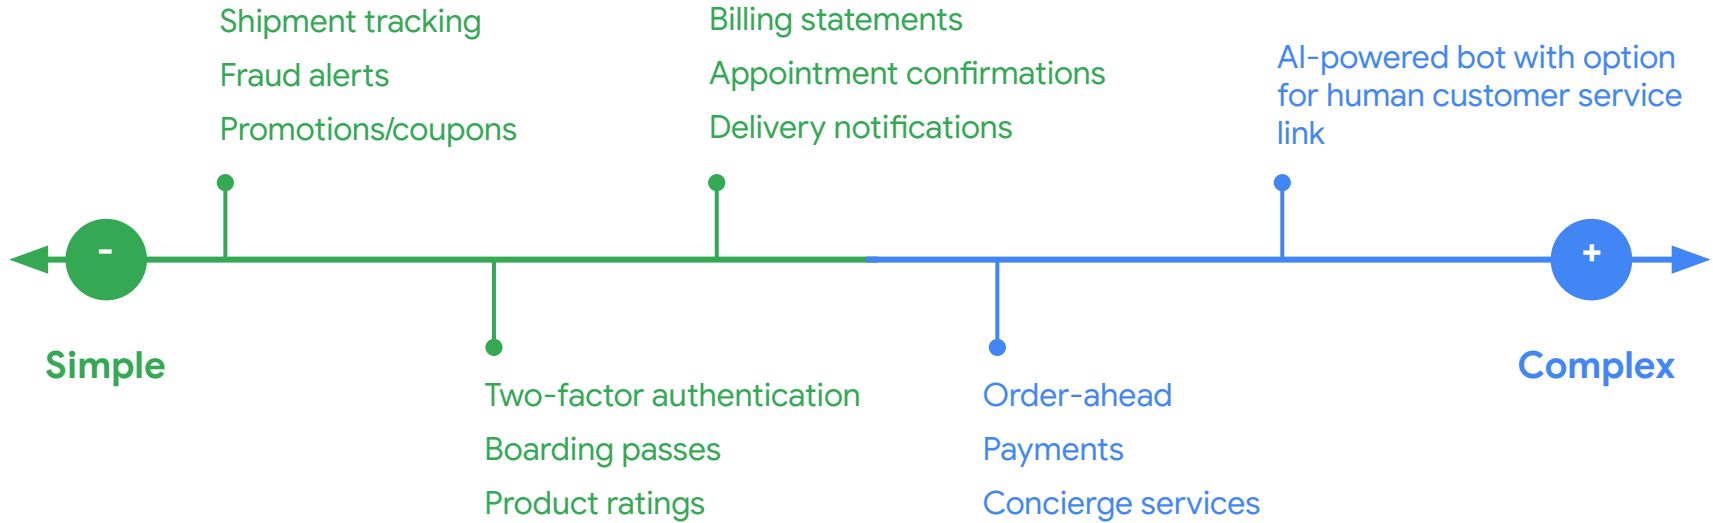 Shipment tracking
Fraud alerts
Promotions/coupons
Billing statements
Appointment confirmations
Delivery notifications
AI-powered bot with option
for human customer service
link
-
+
Simple
Complex
Two-factor authentication
Boarding passes
Product ratings
Order-ahead
Payments
Concierge services